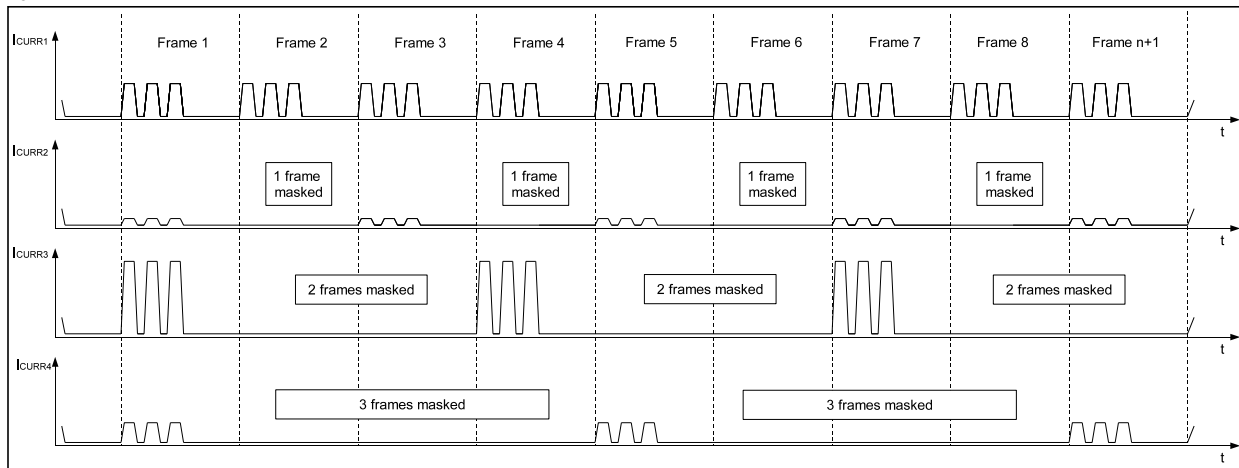 ICURR1
Frame 1 Frame 2 Frame 3 Frame 4 Frame 5 Frame 6 Frame 7 Frame 8 Frame n+1
t
ICURR2
1 frame
masked
1 frame
masked
1 frame
masked
1 frame
masked
t
ICURR3
2 frames masked
2 frames masked
2 frames masked
t
ICURR4
3 frames masked
3 frames masked
t